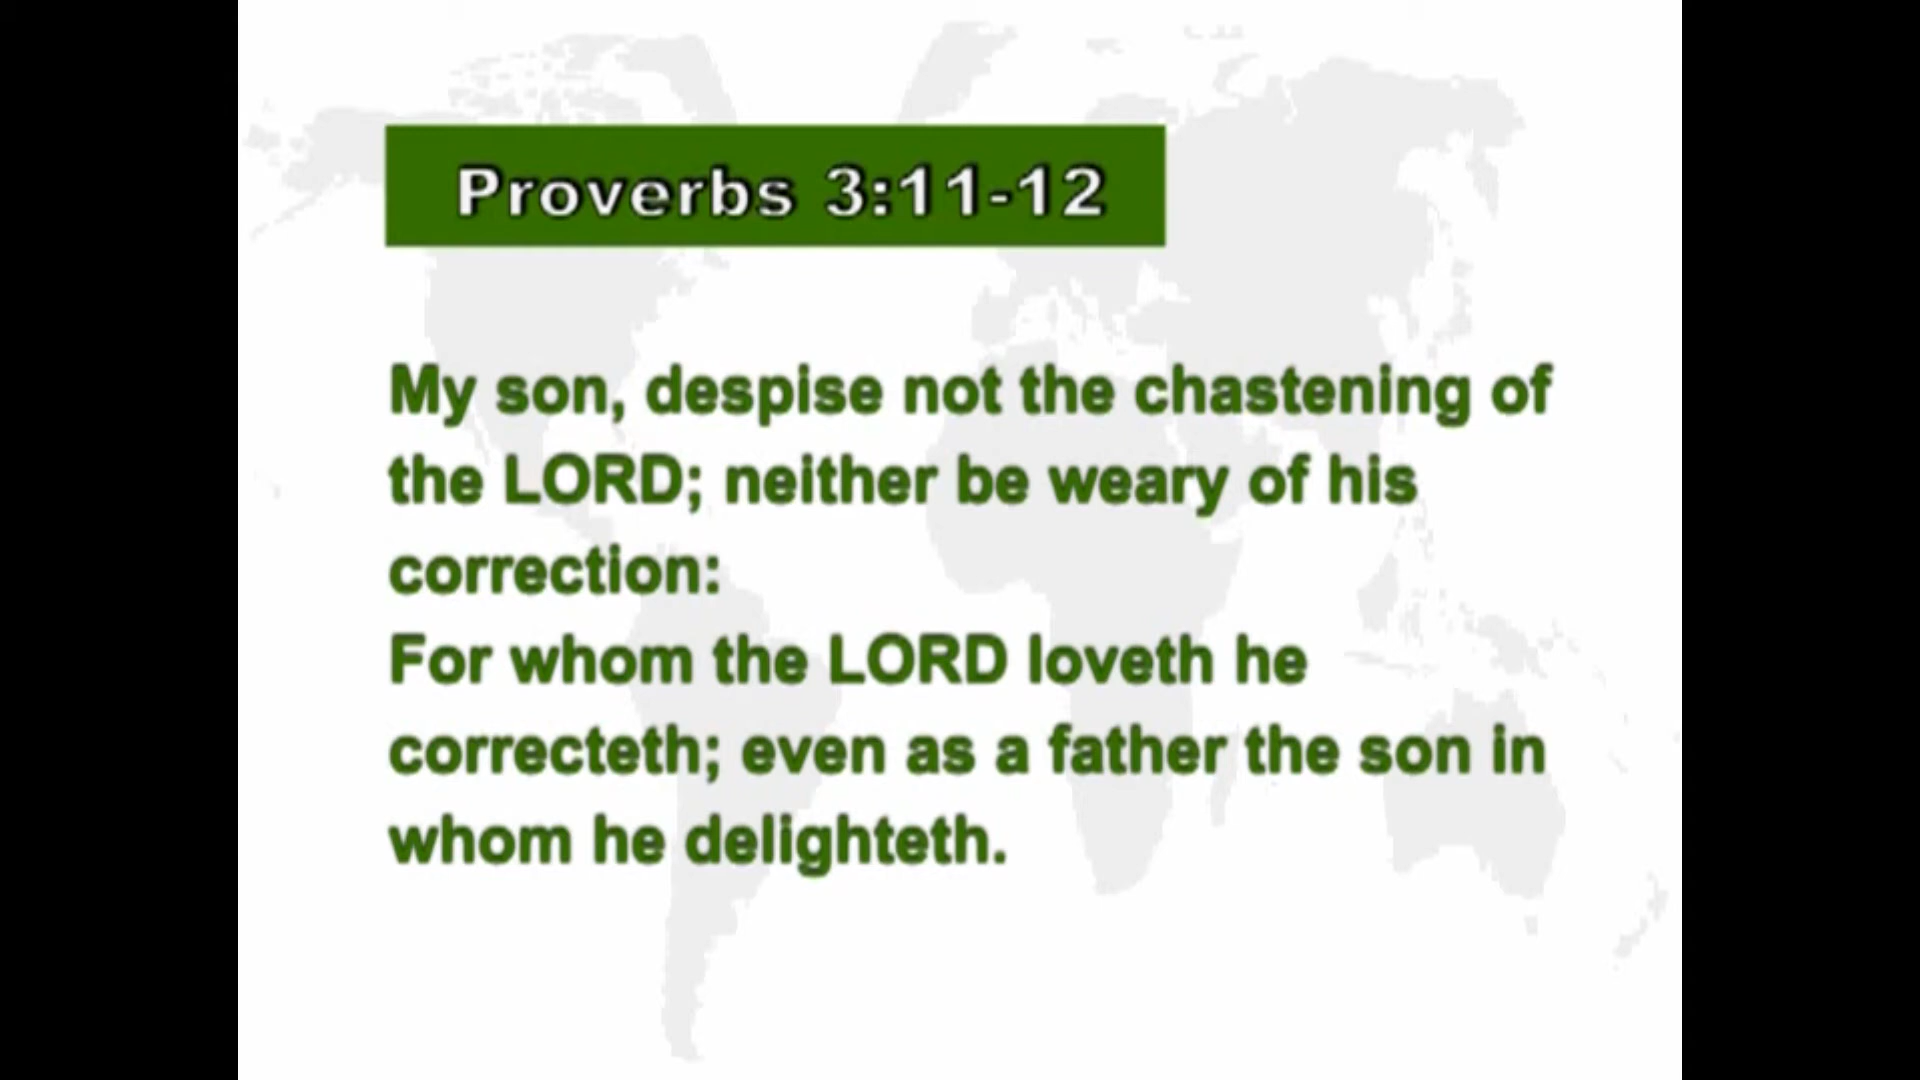 Proverbs 3:11-12
My son, despise not the chastening of
the LORD; neither be weary of his
correction:
For whom the LORD loveth he
correcteth; even as a father the son in
whom he delighteth.